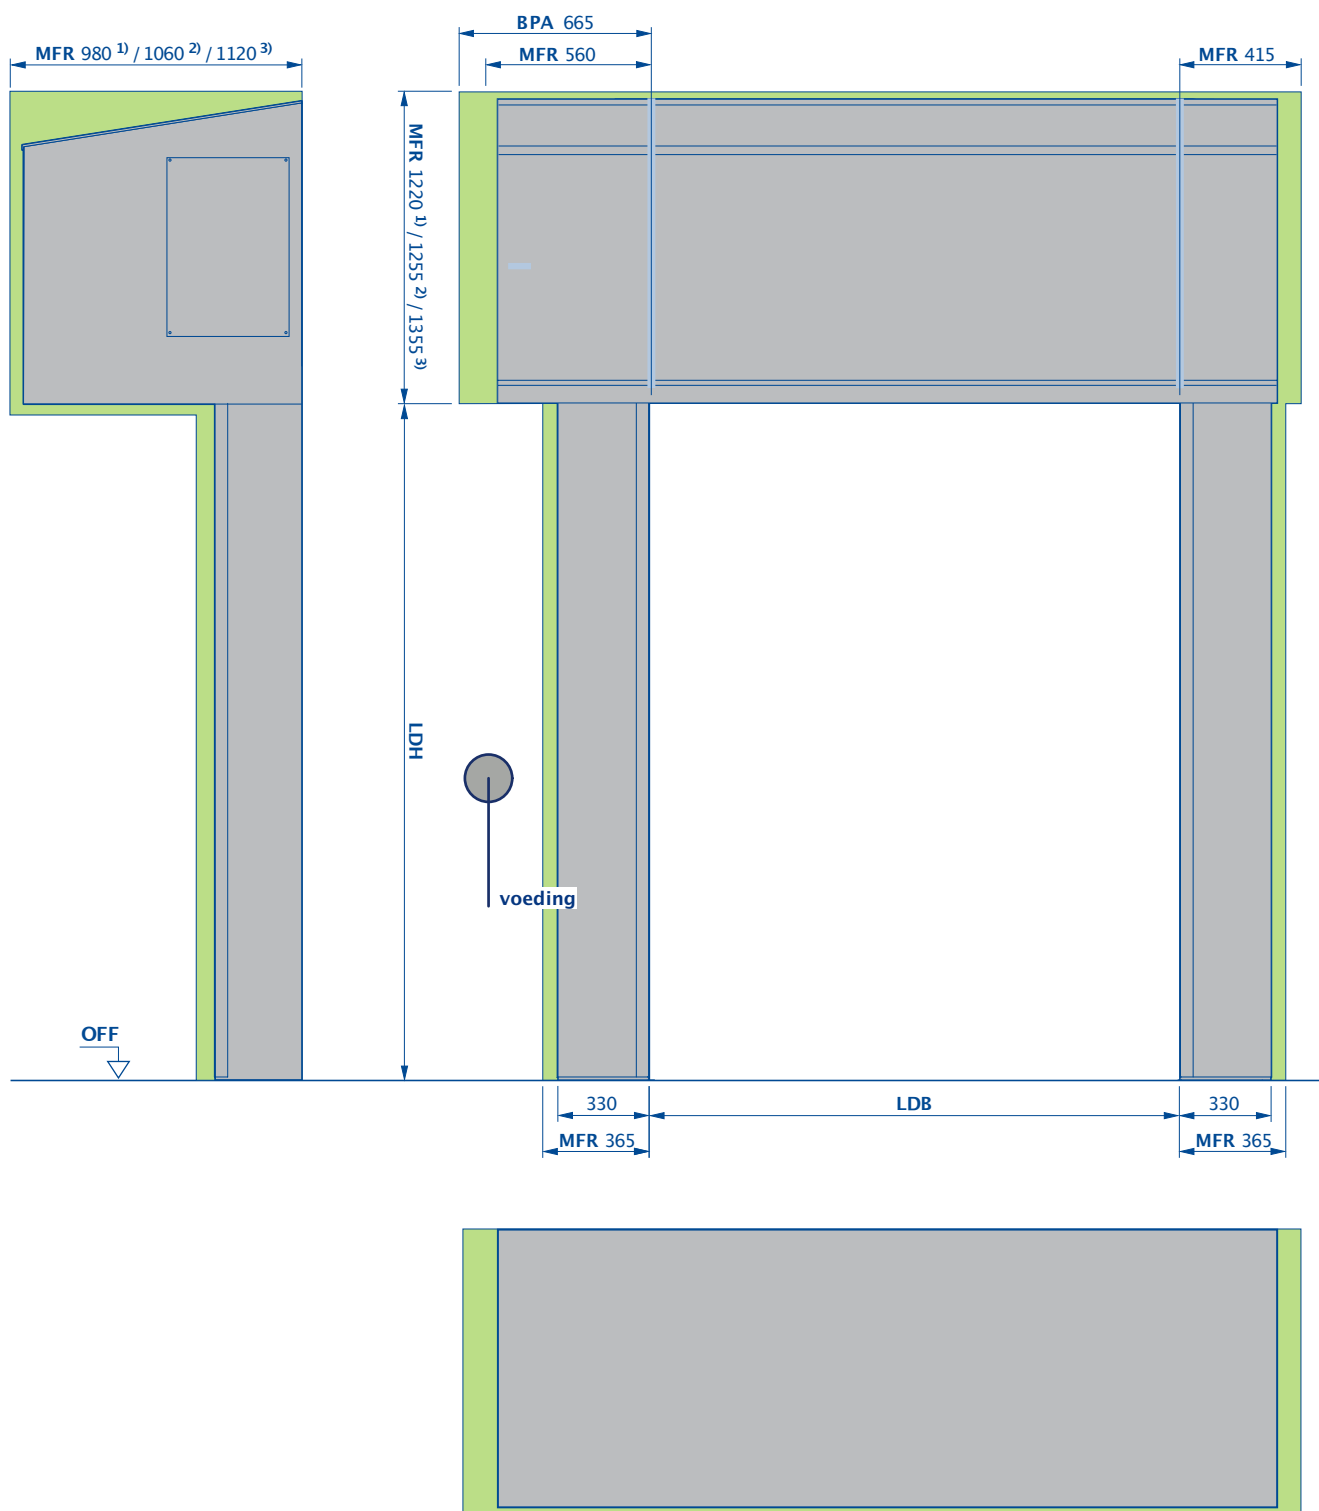 BPA 665
MFR 980 1) / 1060 2) / 1120 3)
MFR 560
MFR 415
MFR 1220 1) / 1255 2) / 1355 3)
LDH
voeding
OFF
330
LDB
330
MFR 365
MFR 365